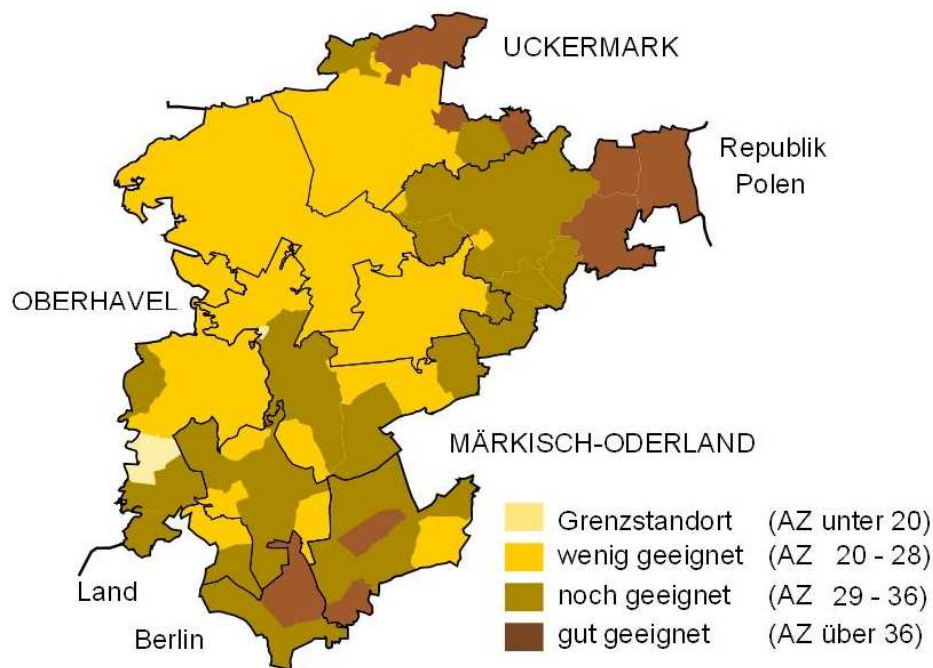 UCKERMARK
Republik
Polen
OBERHAVEL
MÄRKISCH-ODERLAND
Grenzstandort (AZ unter 20)
wenig geeignet (AZ 20 - 28)
noch geeignet (AZ 29 - 36)
gut geeignet (AZ über 36)
Land
Berlin